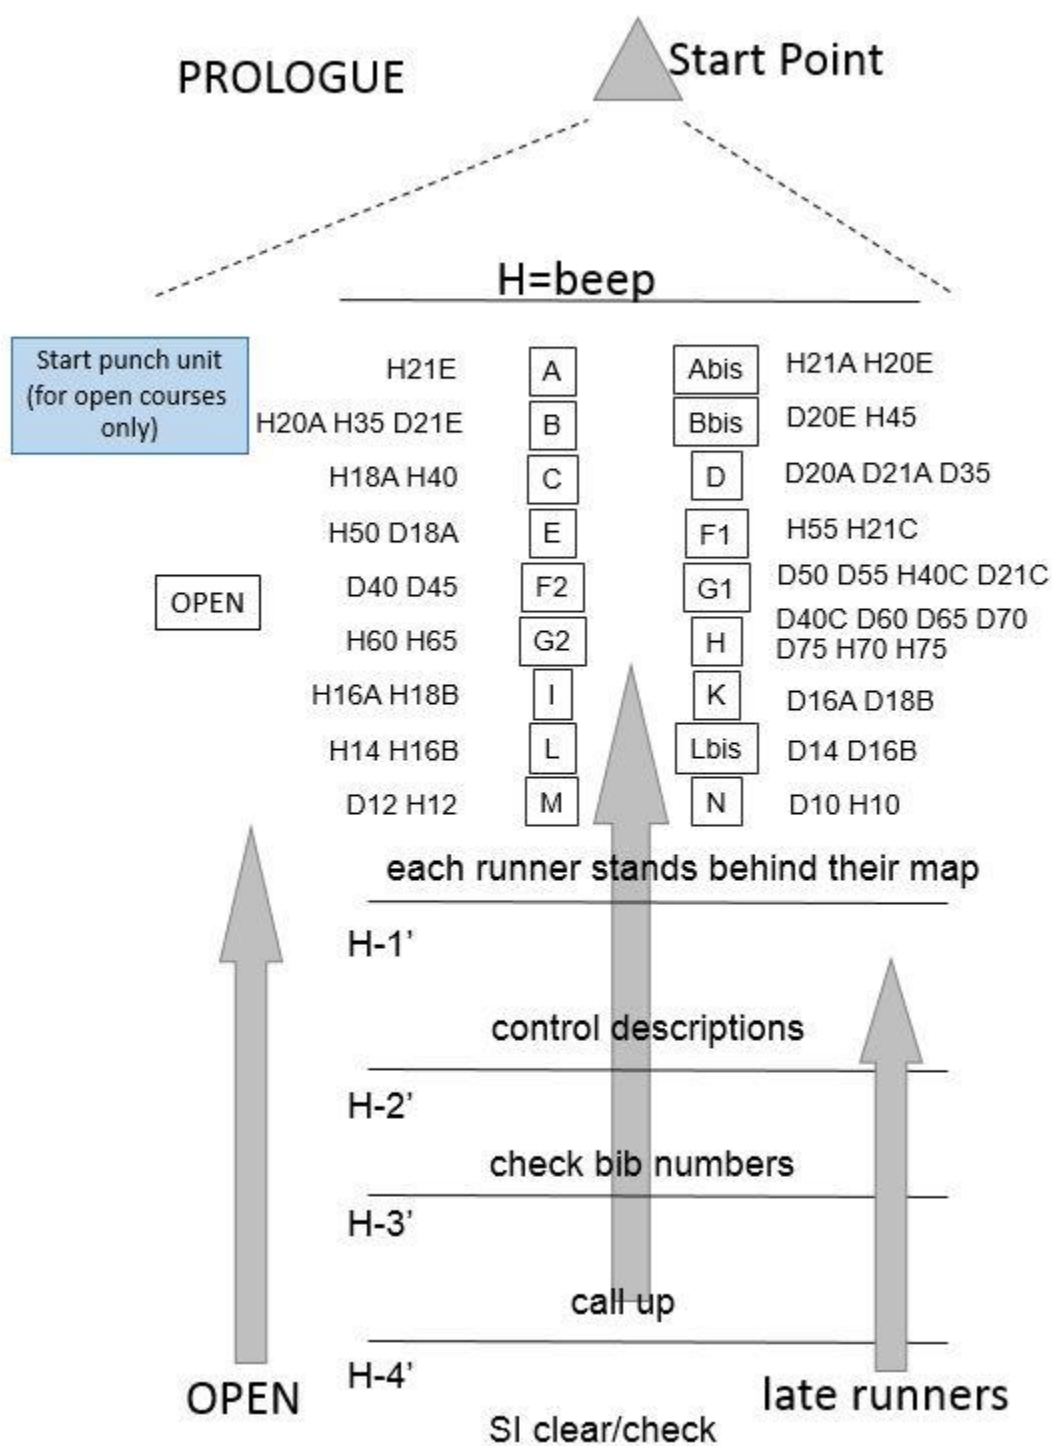 PROLOGUE
Start Point
H=beep
Start punch unit
(for open courses
only)
H21E A Abis H21A H20E
H20A H35 D21E B Bbis D20E H45
H18A H40 C D D20A D21A D35
H50 D18A E F1 H55 H21C
OPEN
D40 D45 F2 G1 D50 D55 H40C D21C
H60 H65 G2 H D40C D60 D65 D70
D75 H70 H75
H16A H18B I K D16A D18B
H14 H16B L Lbis D14 D16B
D12 H12 M N D10 H10
each runner stands behind their map
H-1’
control descriptions
H-2’
check bib numbers
H-3’
call up
H-4’
OPEN
late runners
SI clear/check